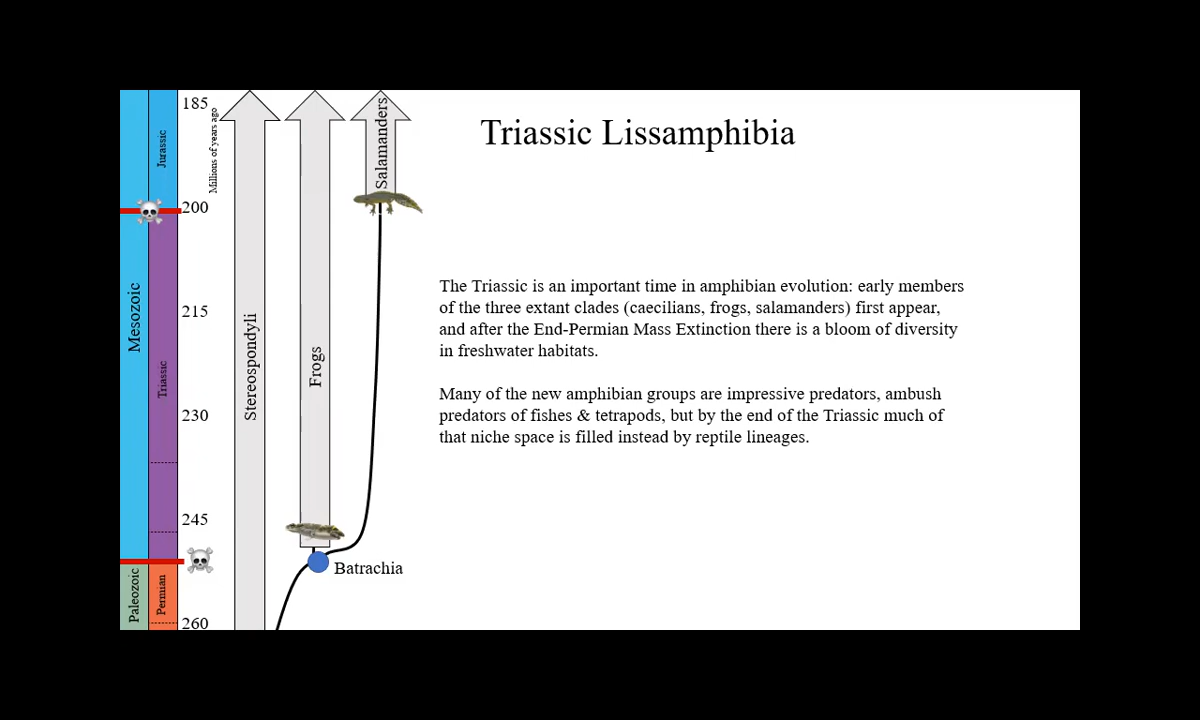 Triassic Lissamphibia
185
Millions of years ago
200
215
230
245
260
Jurassic
Mesozoic
Triassic
Paleozoic
Permian
Stereospondyli
Frogs
Salamanders
Batrachia
The Triassic is an important time in amphibian evolution: early members
of the three extant clades (caecilians, frogs, salamanders) first appear,
and after the End-Permian Mass Extinction there is a bloom of diversity
in freshwater habitats.
Many of the new amphibian groups are impressive predators, ambush
predators of fishes & tetrapods, but by the end of the Triassic much of
that niche space is filled instead by reptile lineages.